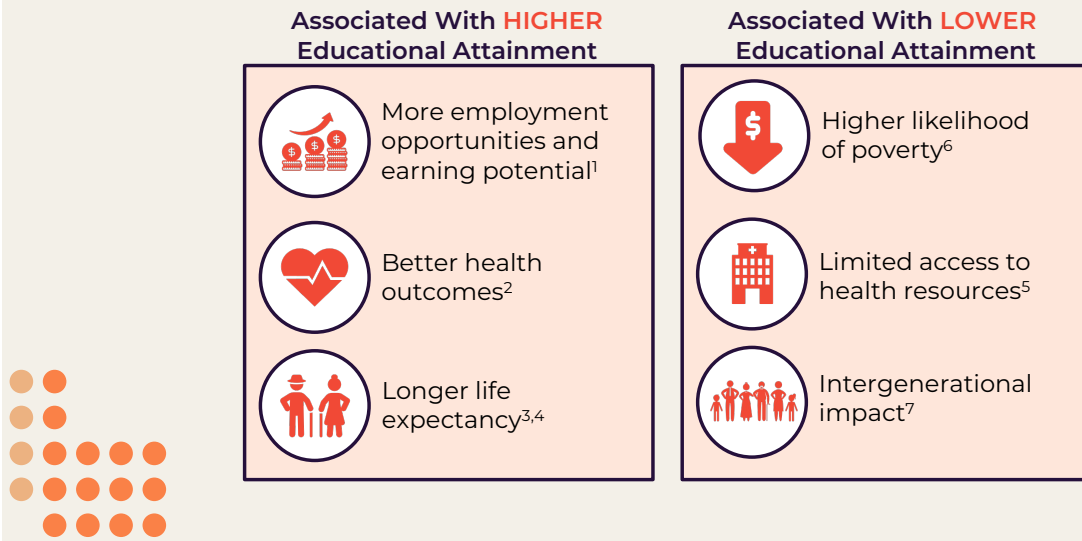 Associated With HIGHER
Educational Attainment
More employment
opportunities and
earning potential¹
Better health
outcomes²
Longer life
expectancy³,⁴
Associated With LOWER
Educational Attainment
Higher likelihood
of poverty⁶
Limited access to
health resources⁵
Intergenerational
impact⁷